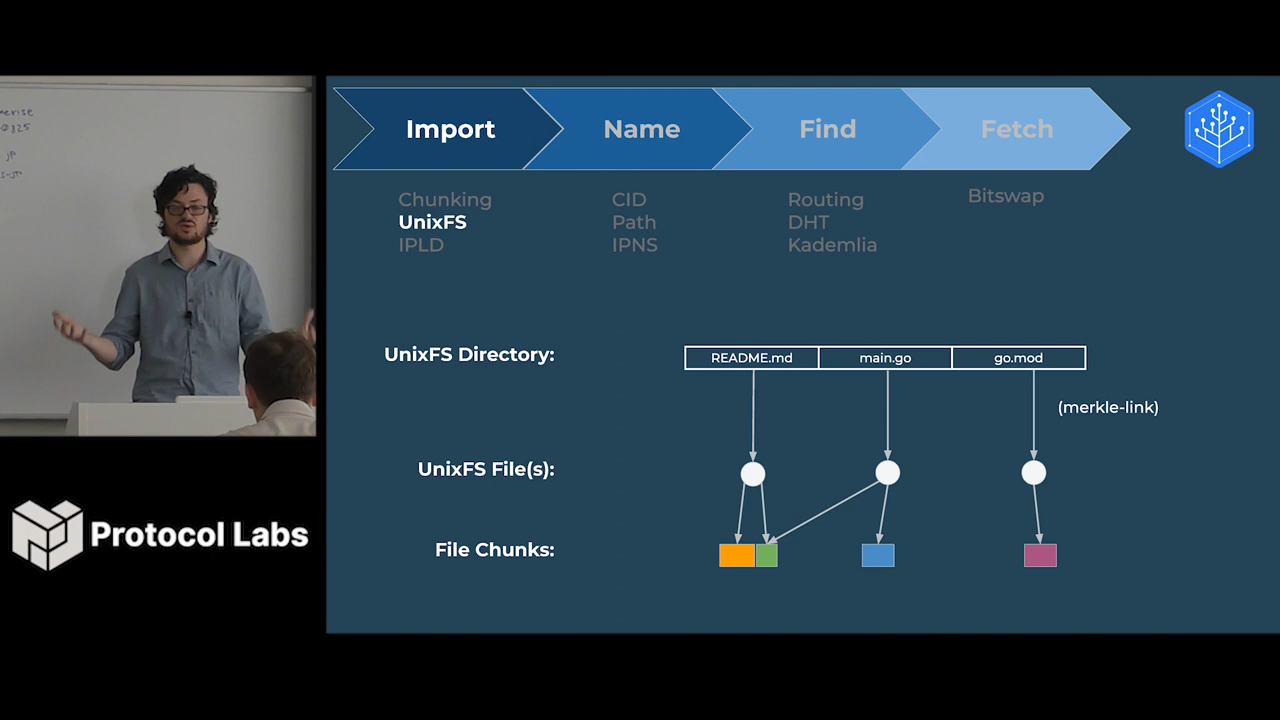 Import
Name
Find
Fetch
Chunking
UnixFS
IPLD
CID
Path
IPNS
Routing
DHT
Kademlia
Bitswap
UnixFS Directory:
README.md
main.go
go.mod
(merkle-link)
UnixFS File(s):
File Chunks:
Protocol Labs